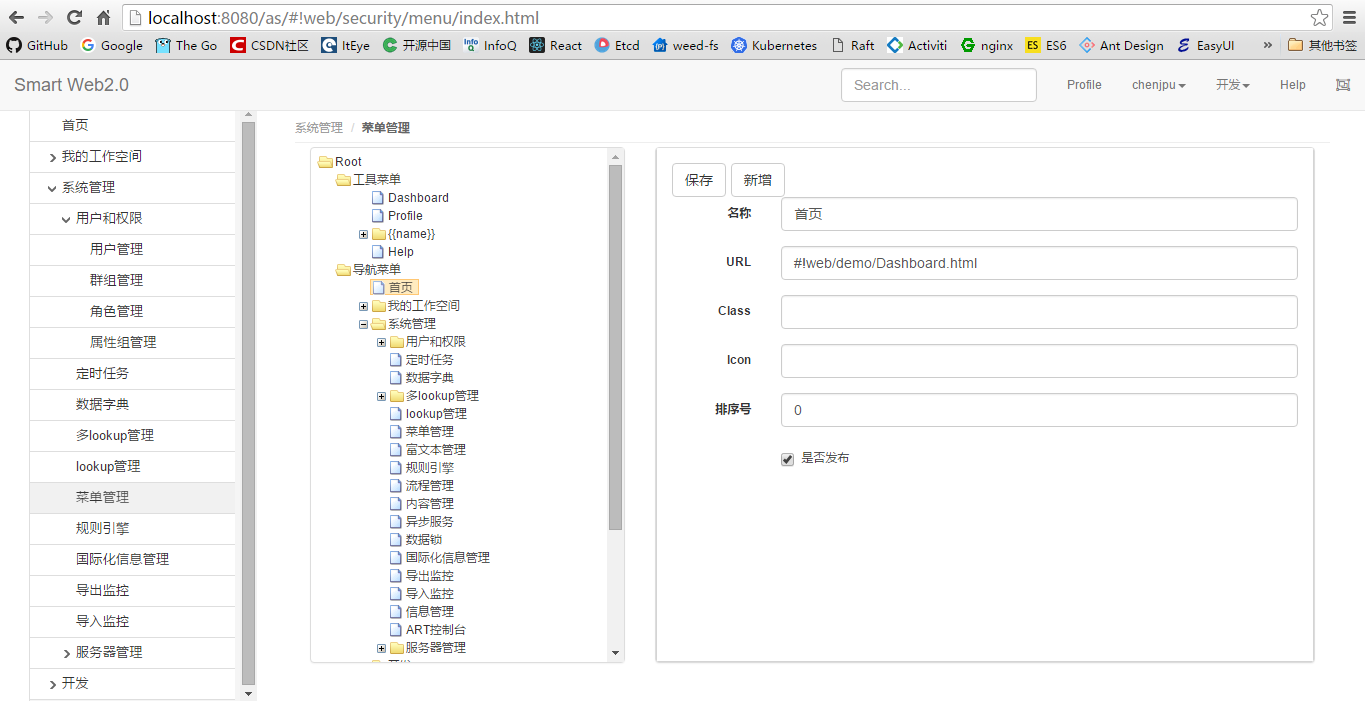 localhost:8080/as/#!web/security/menu/index.html
GitHub Google The Go CSDN社区 ItEye 开源中国 InfoQ React Etcd weed-fs Kubernetes Raft Activiti nginx ES6 Ant Design EasyUI » 其他书签
Smart Web2.0 Search... Profile chenjpu 开发 Help
首页
我的工作空间
系统管理
用户和权限
用户管理
群组管理
角色管理
属性组管理
定时任务
数据字典
多lookup管理
lookup管理
菜单管理
规则引擎
国际化信息管理
导出监控
导入监控
服务器管理
开发
系统管理 / 菜单管理
Root
工具菜单
Dashboard
Profile
{{name}}
Help
导航菜单
首页
我的工作空间
系统管理
用户和权限
定时任务
数据字典
多lookup管理
lookup管理
菜单管理
富文本管理
规则引擎
流程管理
内容管理
异步服务
数据锁
国际化信息管理
导出监控
导入监控
信息管理
ART控制台
服务器管理
保存 新增
名称 首页
URL #!web/demo/Dashboard.html
Class
Icon
排序号 0
是否发布